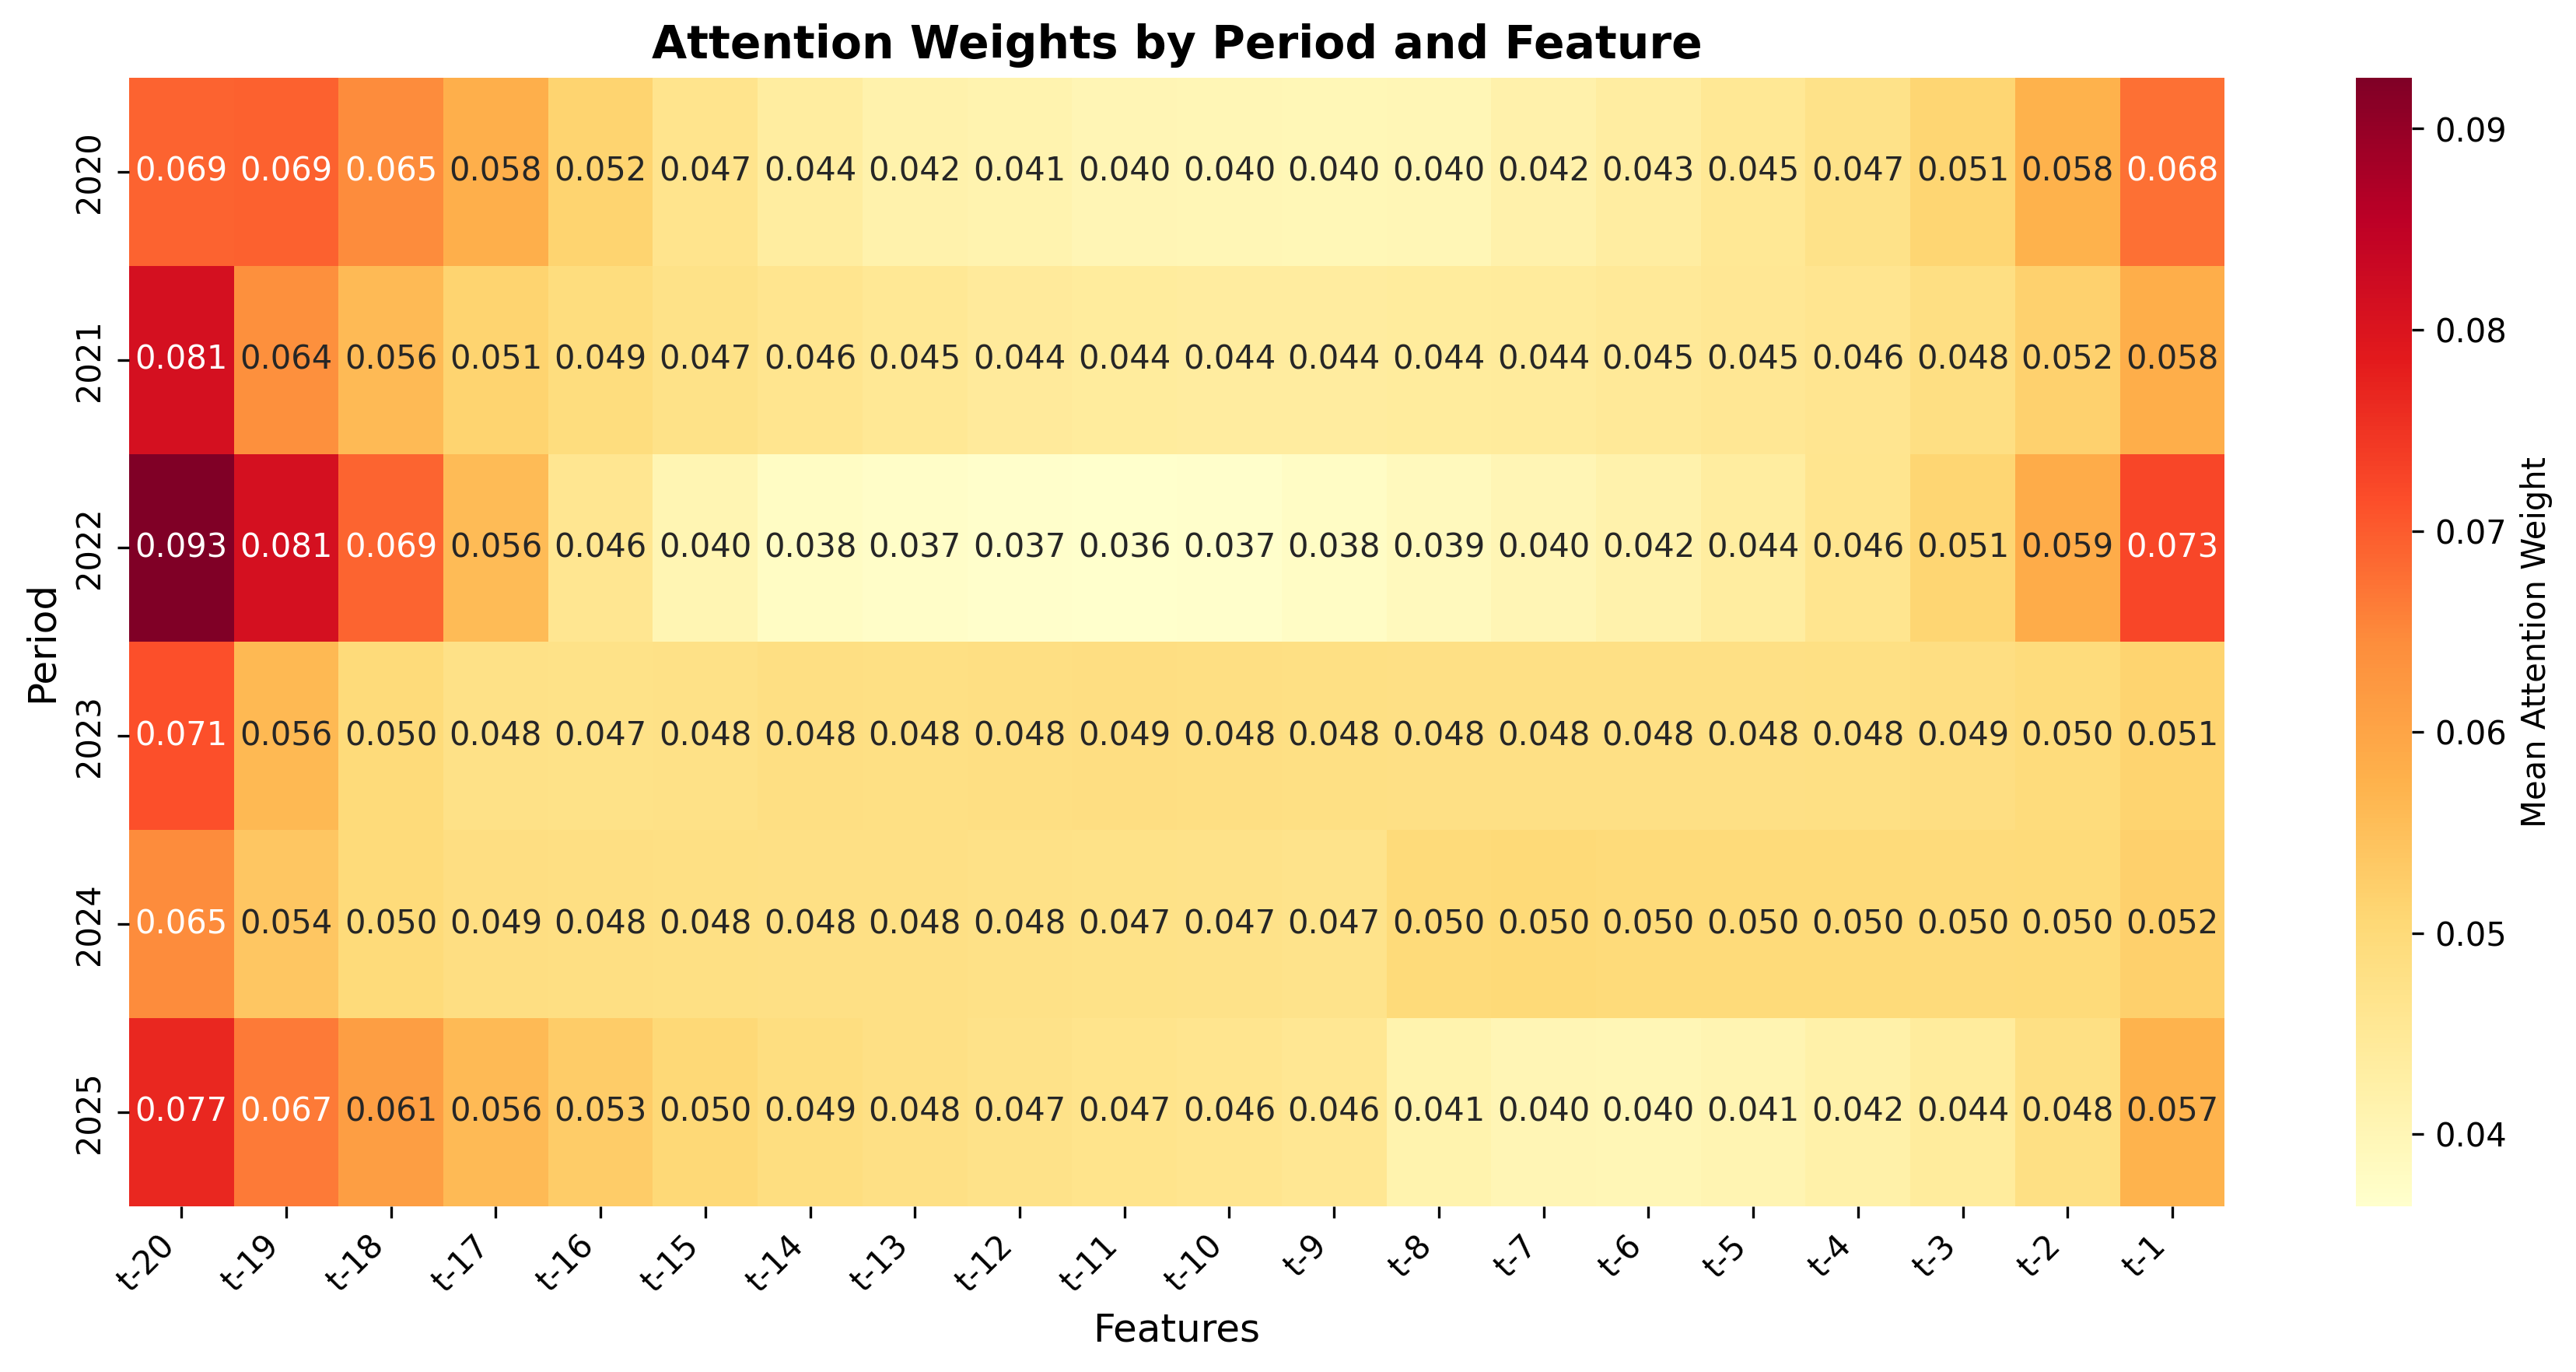 Attention Weights by Period and Feature
Period
2020
0.069 0.069 0.065 0.058 0.052 0.047 0.044 0.042 0.041 0.040 0.040 0.040 0.040 0.042 0.043 0.045 0.047 0.051 0.058 0.068
2021
0.081 0.064 0.056 0.051 0.049 0.047 0.046 0.045 0.044 0.044 0.044 0.044 0.044 0.044 0.045 0.045 0.046 0.048 0.052 0.058
2022
0.093 0.081 0.069 0.056 0.046 0.040 0.038 0.037 0.037 0.036 0.037 0.038 0.039 0.040 0.042 0.044 0.046 0.051 0.059 0.073
2023
0.071 0.056 0.050 0.048 0.047 0.048 0.048 0.048 0.048 0.049 0.048 0.048 0.048 0.048 0.048 0.048 0.048 0.049 0.050 0.051
2024
0.065 0.054 0.050 0.049 0.048 0.048 0.048 0.048 0.048 0.047 0.047 0.047 0.050 0.050 0.050 0.050 0.050 0.050 0.050 0.052
2025
0.077 0.067 0.061 0.056 0.053 0.050 0.049 0.048 0.047 0.047 0.046 0.046 0.041 0.040 0.040 0.041 0.042 0.044 0.048 0.057
t-20 t-19 t-18 t-17 t-16 t-15 t-14 t-13 t-12 t-11 t-10 t-9 t-8 t-7 t-6 t-5 t-4 t-3 t-2 t-1
Features
0.09
0.08
0.07
0.06
0.05
0.04
Mean Attention Weight